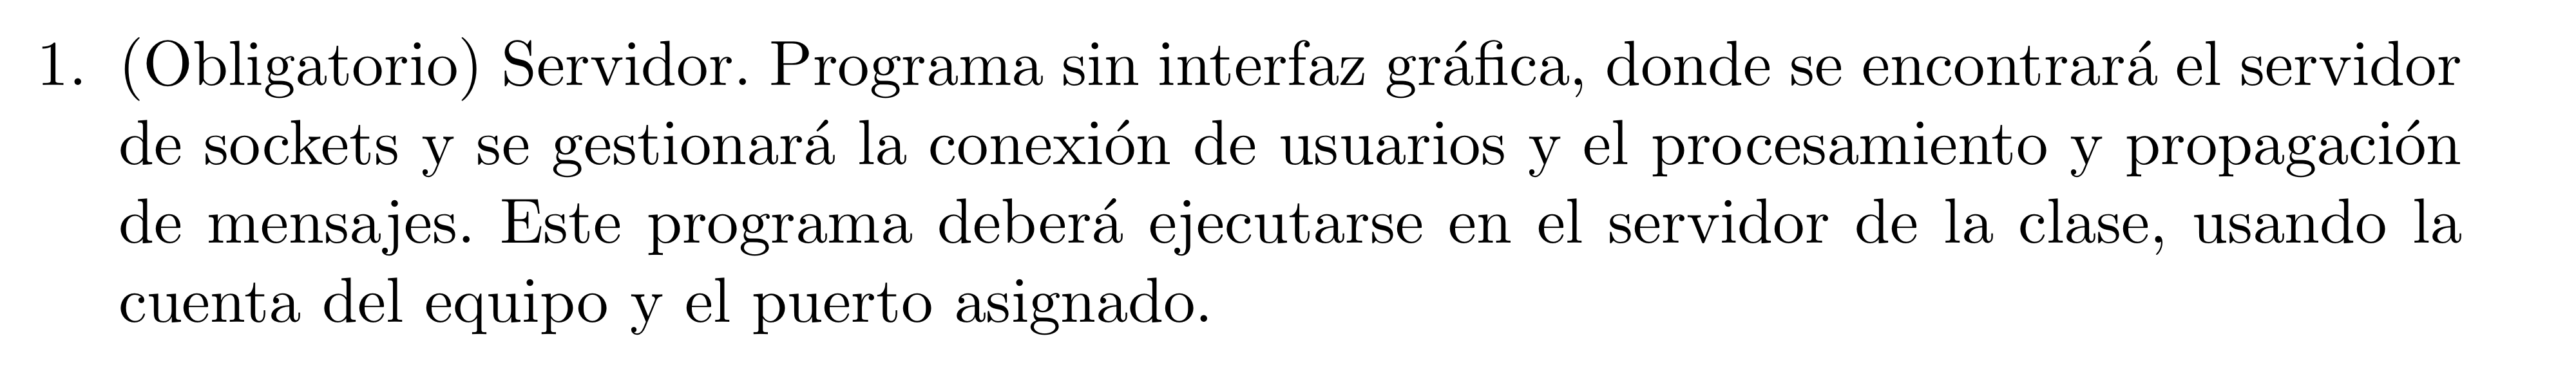 1. (Obligatorio) Servidor. Programa sin interfaz gráfica, donde se encontrará el servidor
de sockets y se gestionará la conexión de usuarios y el procesamiento y propagación
de mensajes. Este programa deberá ejecutarse en el servidor de la clase, usando la
cuenta del equipo y el puerto asignado.